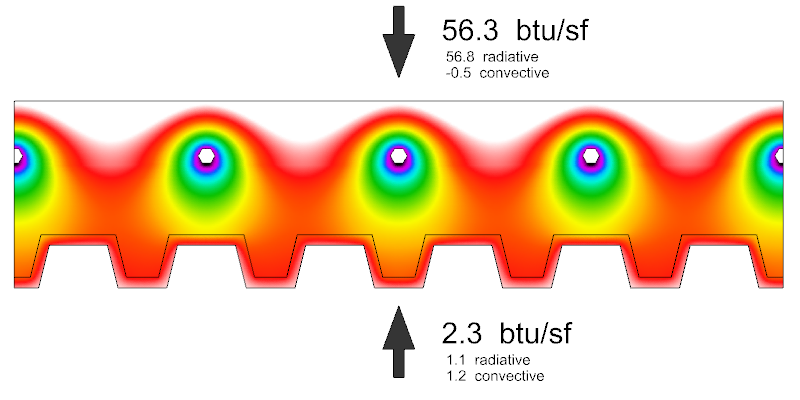 56.3 btu/sf
56.8 radiative
-0.5 convective
2.3 btu/sf
1.1 radiative
1.2 convective